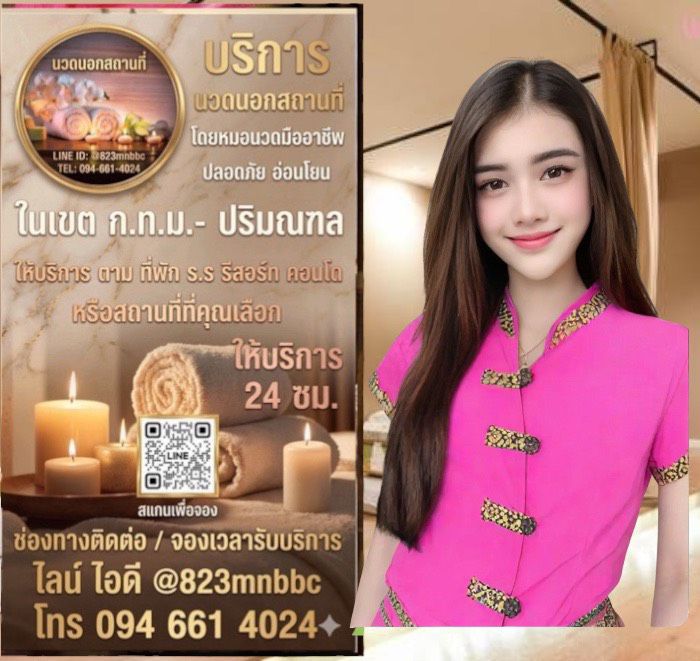 นวดนอกสถานที่
LINE ID: @823mnbbc
TEL: 094-661-4024
บริการ
นวดนอกสถานที่
โดยหมอนวดมืออาชีพ
ปลอดภัย อ่อนโยน
ในเขต ก.ท.ม.- ปริมณฑล
ให้บริการ ตาม ที่พัก ร.ร รีสอร์ท คอนโด
หรือสถานที่ที่คุณเลือก
ให้บริการ
24 ชม.
LINE
สแกนเพื่อจอง
ช่องทางติดต่อ / จองเวลารับบริการ
ไลน์ ไอดี @823mnbbc
โทร 094 661 4024